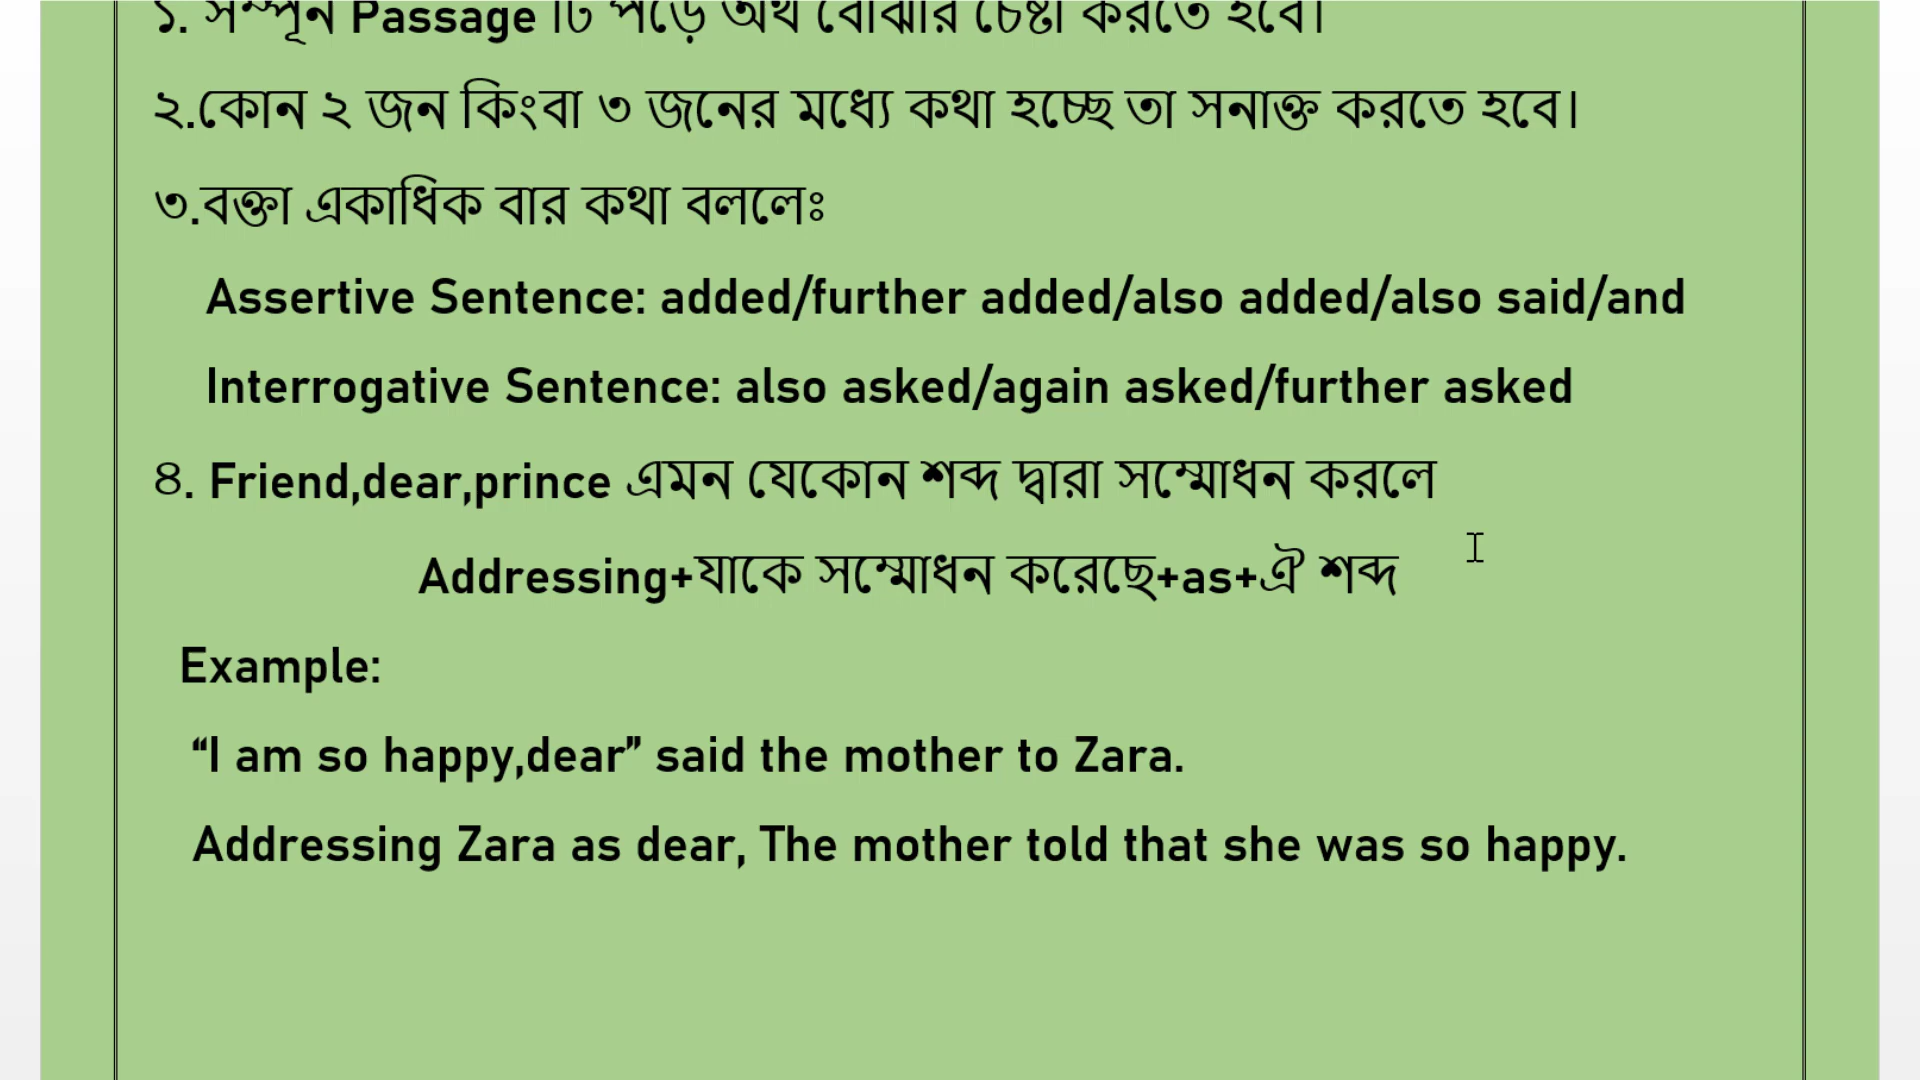 ১. সম্পূন Passage টি পড়ে অর্থ বোঝার চেষ্টা করতে হবে।
২.কোন ২ জন কিংবা ৩ জনের মধ্যে কথা হচ্ছে তা সনাক্ত করতে হবে।
৩.বক্তা একাধিক বার কথা বললেঃ
Assertive Sentence: added/further added/also added/also said/and
Interrogative Sentence: also asked/again asked/further asked
৪. Friend,dear,prince এমন যেকোন শব্দ দ্বারা সম্মোধন করলে
Addressing+যাকে সম্মোধন করেছে+as+ঐ শব্দ
Example:
“I am so happy,dear” said the mother to Zara.
Addressing Zara as dear, The mother told that she was so happy.